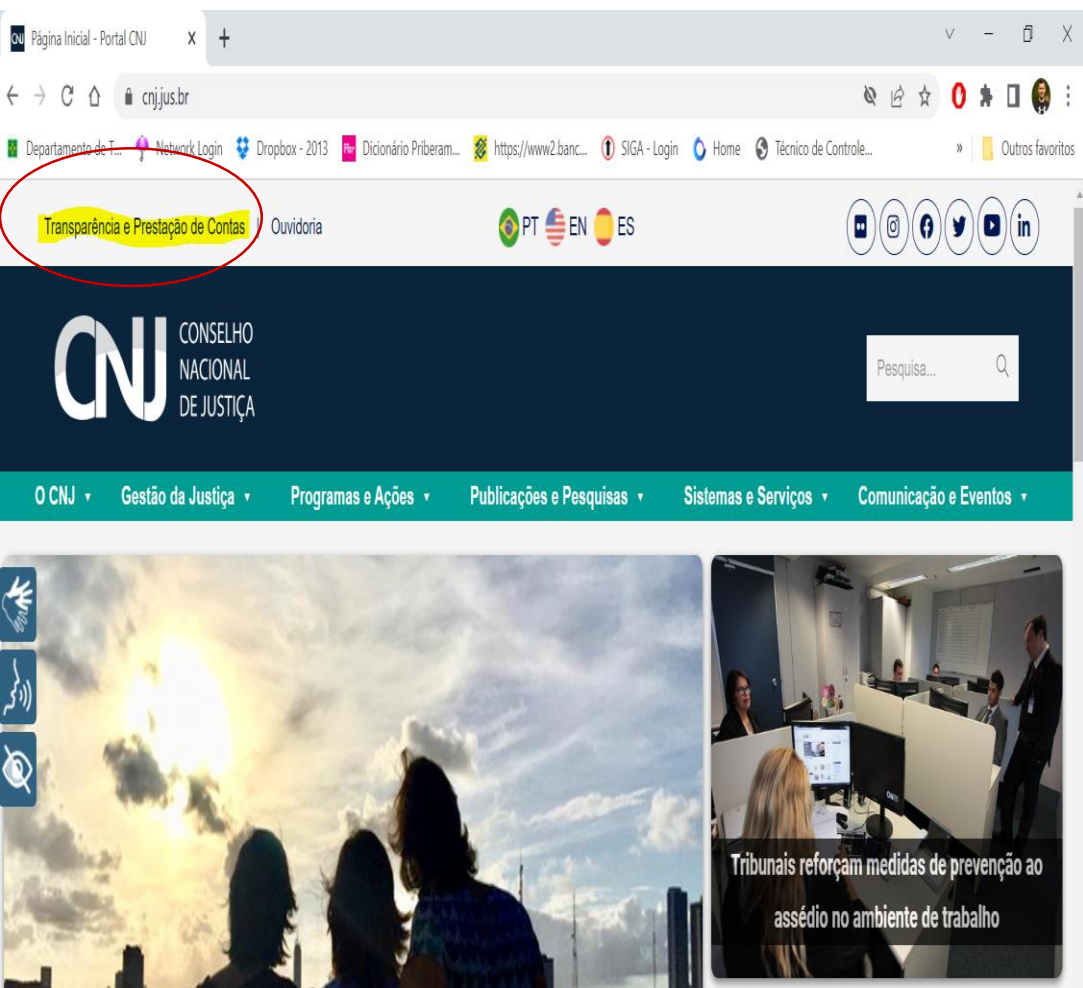 Página Inicial - Portal CNJ
cnj.jus.br
Departamento de T... Network Login Dropbox - 2013 Dicionário Priberam... https://www2.banc... SIGA - Login Home Técnico de Controle... » Outros favoritos
Transparência e Prestação de Contas | Ouvidoria PT EN ES
CNJ CONSELHO
NACIONAL
DE JUSTIÇA
Pesquisa...
O CNJ Gestão da Justiça Programas e Ações Publicações e Pesquisas Sistemas e Serviços Comunicação e Eventos
Tribunais reforçam medidas de prevenção ao
assédio no ambiente de trabalho